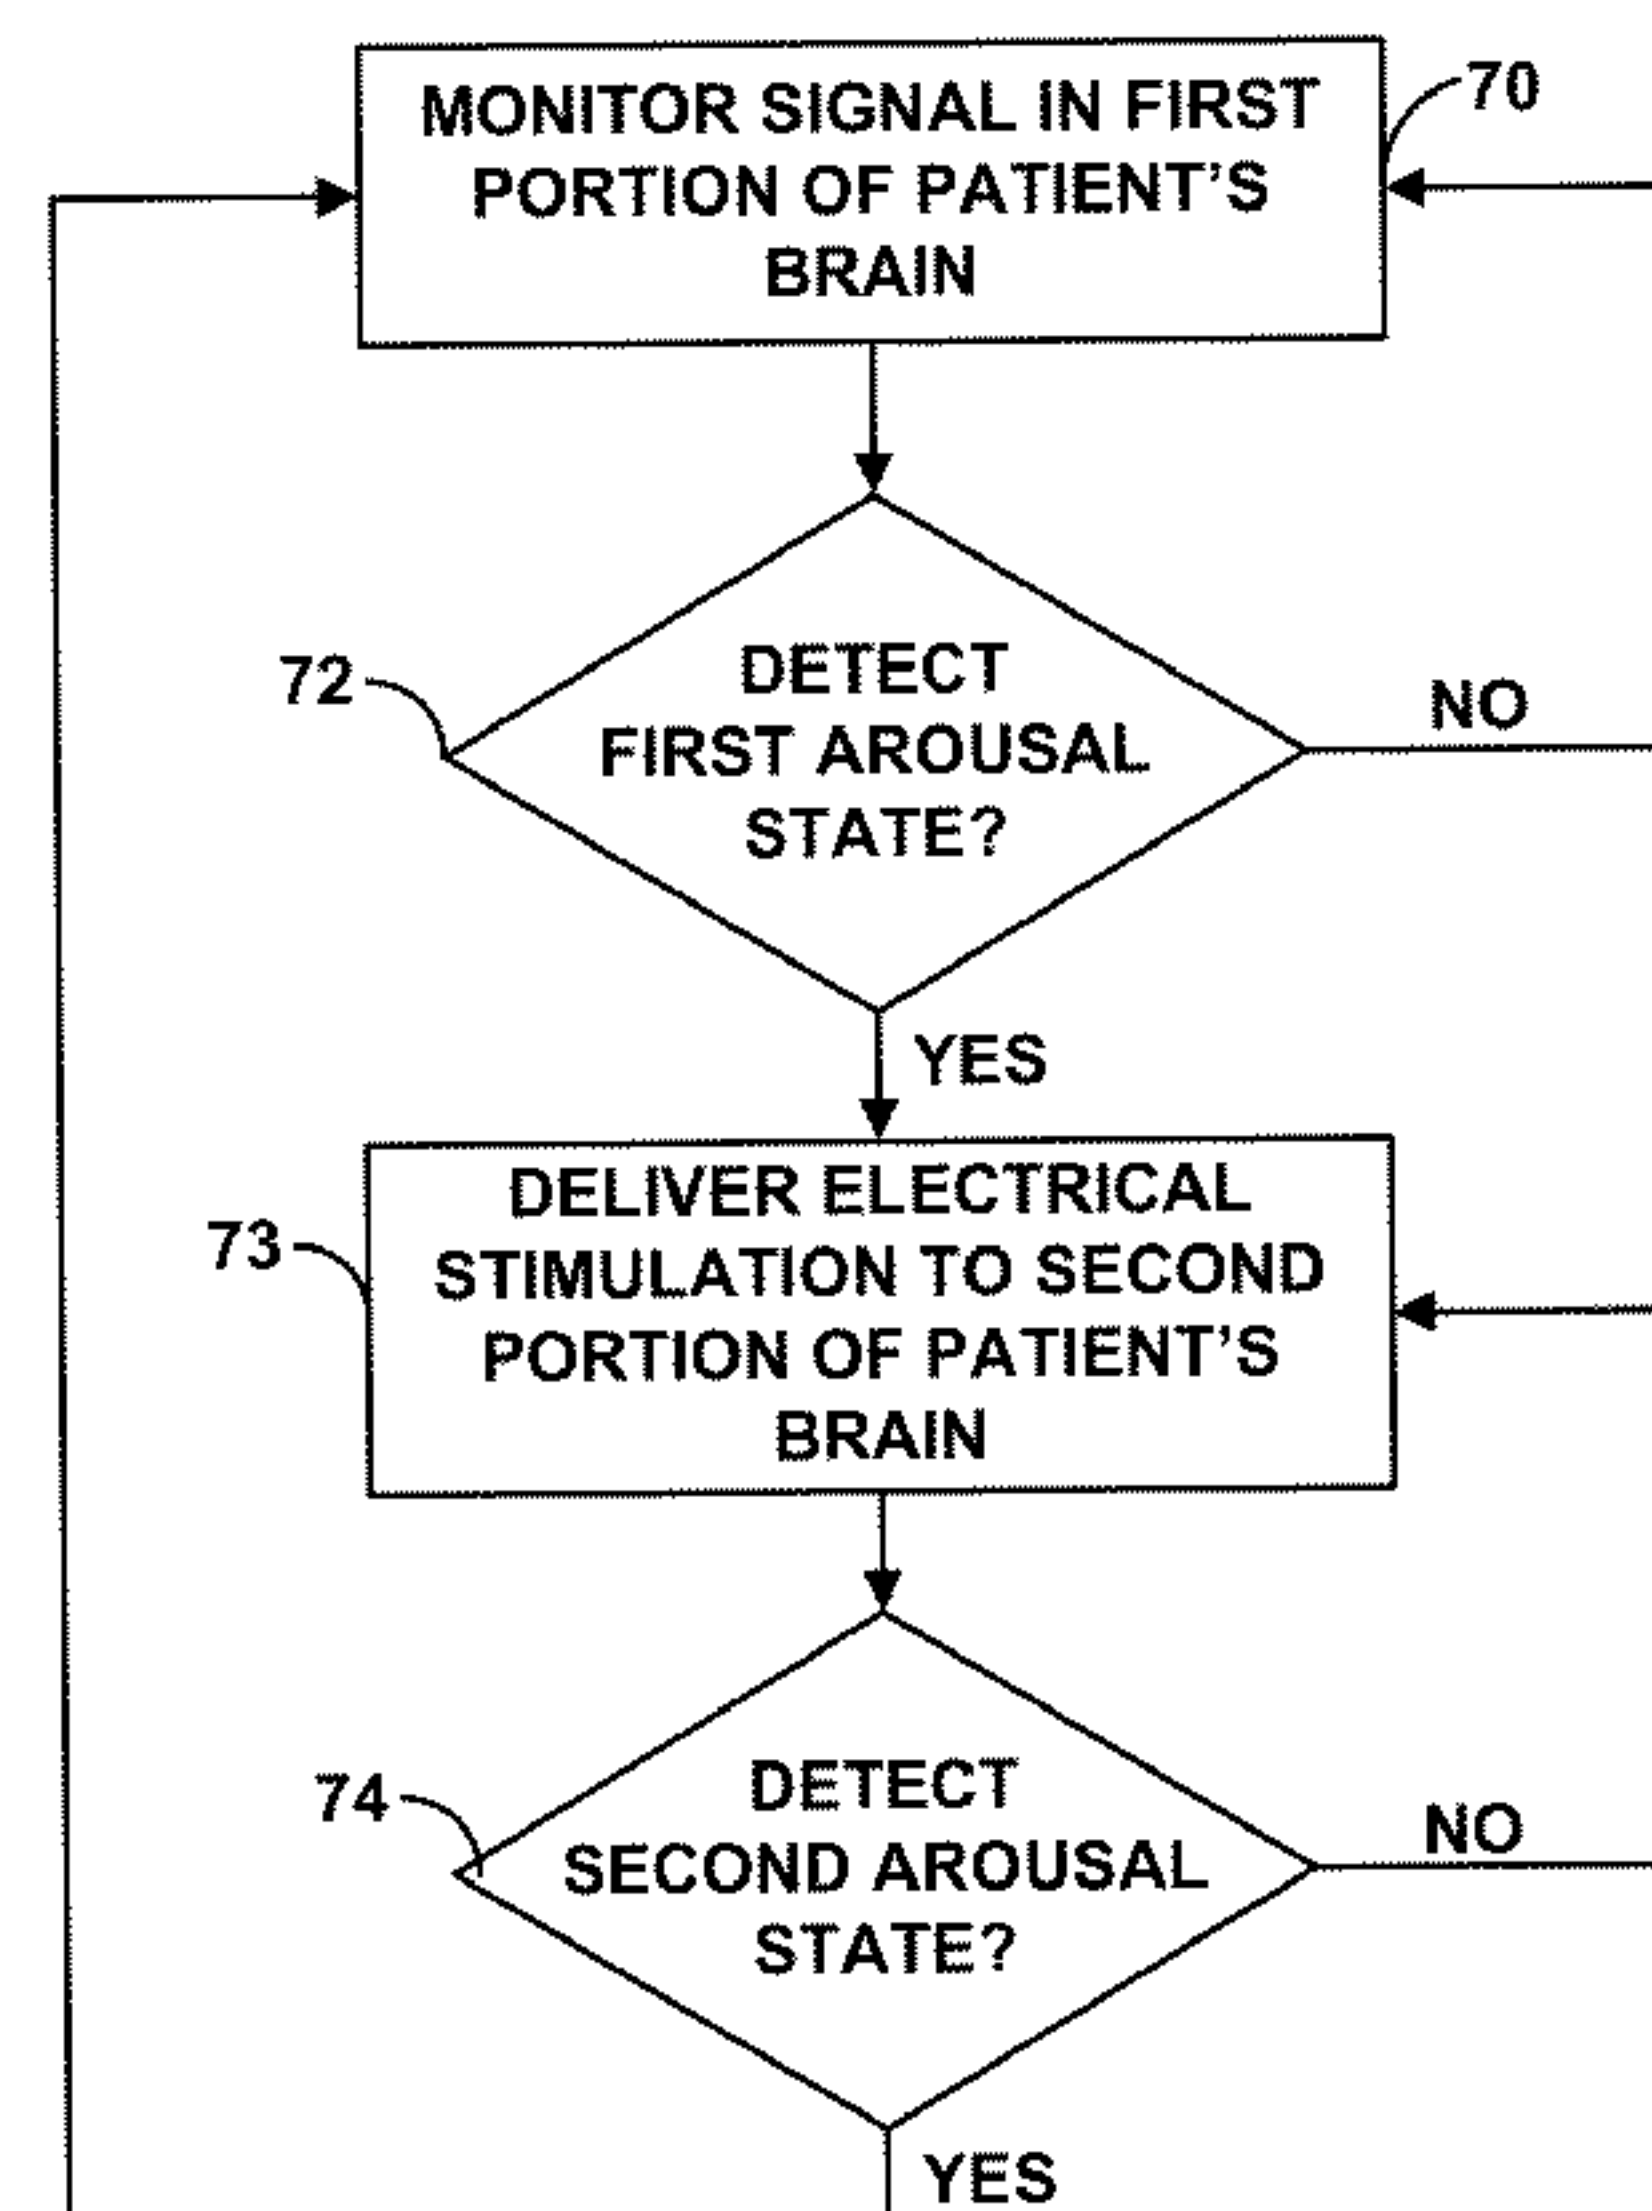 MONITOR SIGNAL IN FIRST
PORTION OF PATIENT'S
BRAIN
70
DETECT
FIRST AROUSAL
STATE?
72
NO
YES
DELIVER ELECTRICAL
STIMULATION TO SECOND
PORTION OF PATIENT'S
BRAIN
73
DETECT
SECOND AROUSAL
STATE?
74
NO
YES